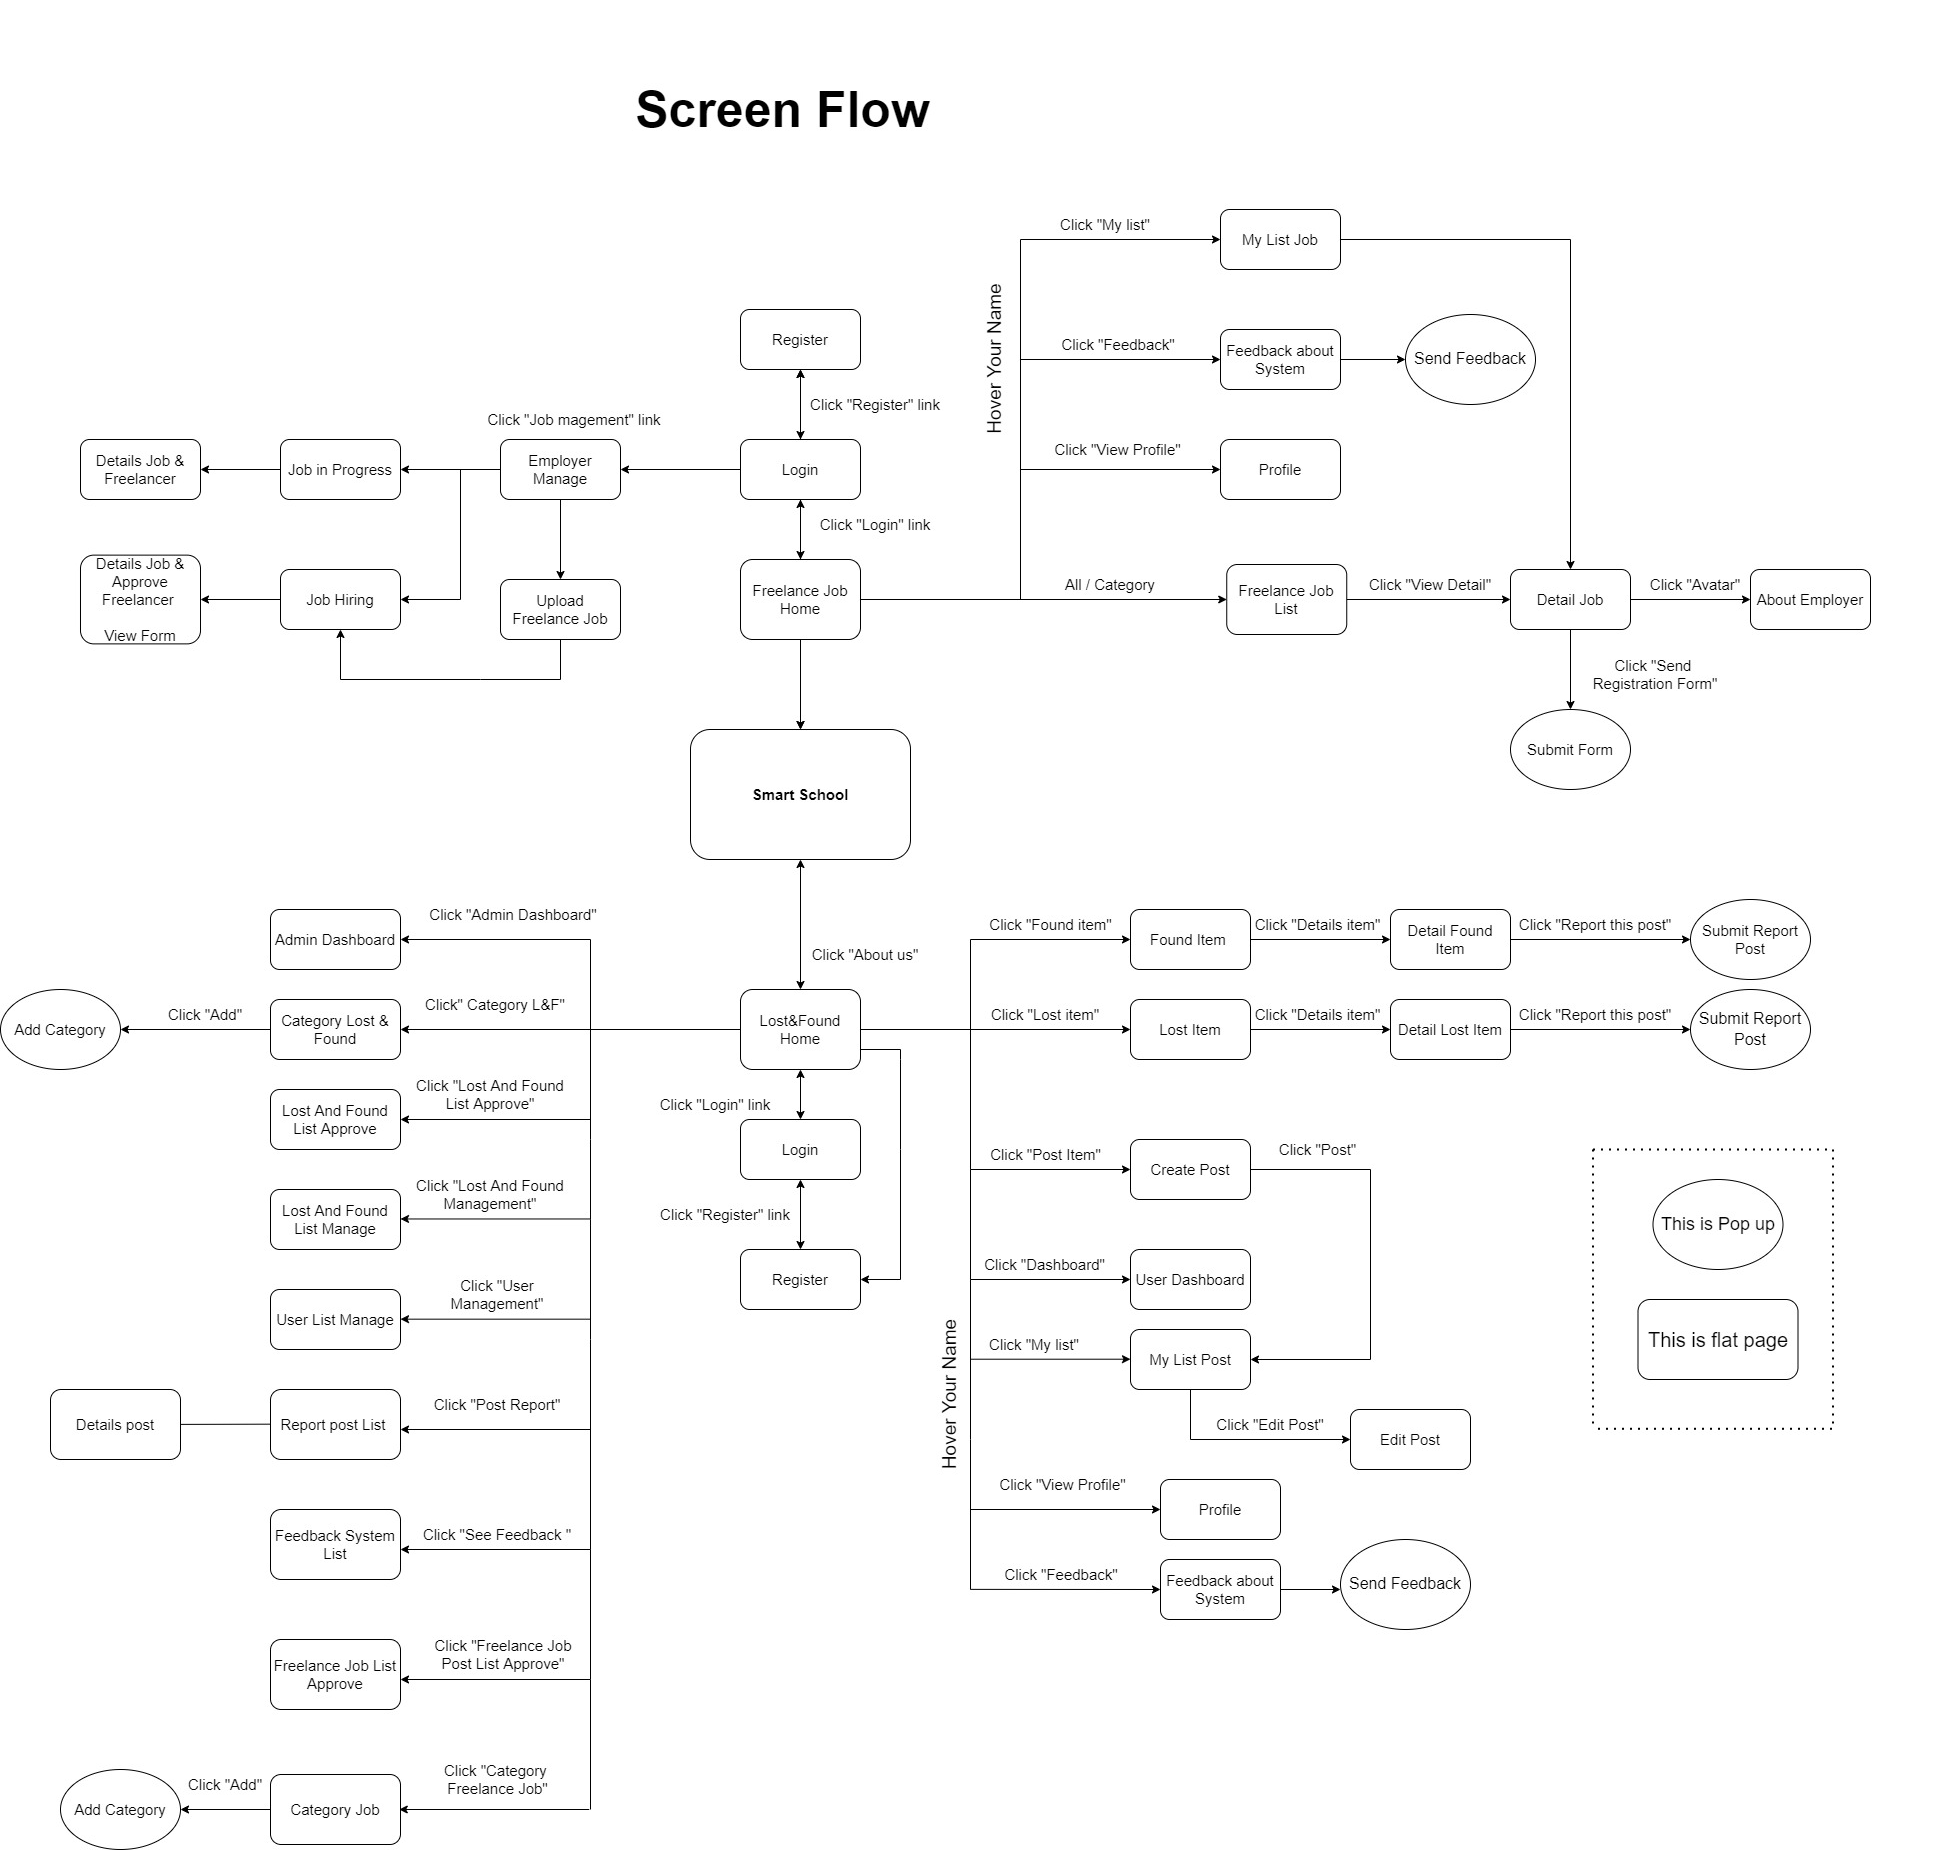 Screen Flow
Click "My list"
My List Job
Hover Your Name
Click "Feedback"
Feedback about
System
Send Feedback
Click "View Profile"
Profile
Register
Click "Register" link
Click "Job magement" link
Details Job &
Freelancer
Job in Progress
Employer
Manage
Login
Click "Login" link
Details Job &
Approve
Freelancer
View Form
Job Hiring
Upload
Freelance Job
Freelance Job
Home
All / Category
Freelance Job
List
Click "View Detail"
Detail Job
Click "Avatar"
About Employer
Click "Send
Registration Form"
Submit Form
Smart School
Click "About us"
Lost&Found
Home
Click "Login" link
Login
Click "Register" link
Register
Click "Admin Dashboard"
Admin Dashboard
Click" Category L&F"
Category Lost &
Found
Click "Add"
Add Category
Click "Lost And Found
List Approve"
Lost And Found
List Approve
Click "Lost And Found
Management"
Lost And Found
List Manage
Click "User
Management"
User List Manage
Click "Post Report"
Report post List
Details post
Click "See Feedback "
Feedback System
List
Click "Freelance Job
Post List Approve"
Freelance Job List
Approve
Click "Category
Freelance Job"
Category Job
Click "Add"
Add Category
Click "Found item"
Found Item
Click "Details item"
Detail Found
Item
Click "Report this post"
Submit Report
Post
Click "Lost item"
Lost Item
Click "Details item"
Detail Lost Item
Click "Report this post"
Submit Report
Post
Click "Post Item"
Create Post
Click "Post"
Click "Dashboard"
User Dashboard
Hover Your Name
Click "My list"
My List Post
Click "Edit Post"
Edit Post
Click "View Profile"
Profile
Click "Feedback"
Feedback about
System
Send Feedback
This is Pop up
This is flat page